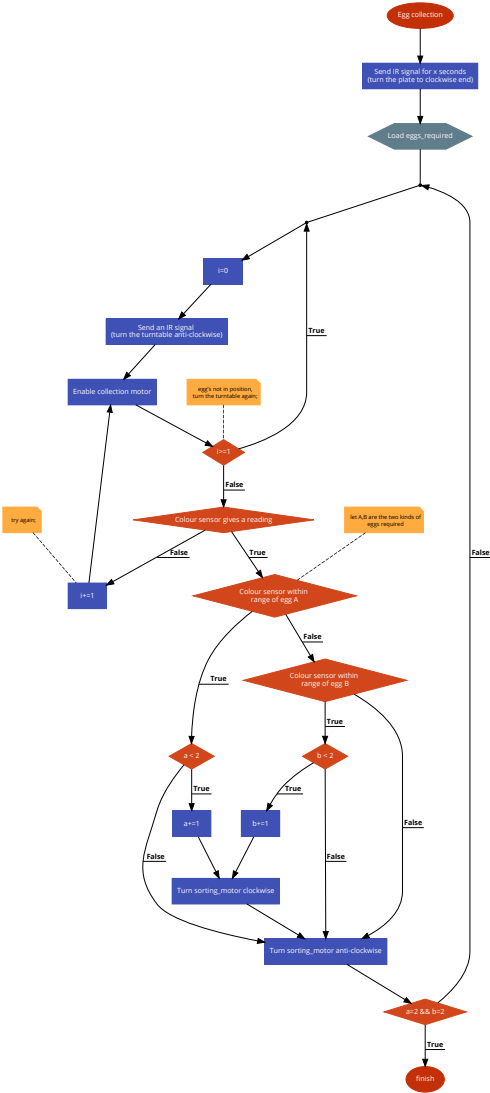 Egg collection
Send IR signal for x seconds
(turn the plate to clockwise end)
Load eggs_required
i=0
Send an IR signal
(turn the turntable anti-clockwise)
True
Enable collection motor
egg's not in position,
turn the turntable again;
i>=1
False
try again;
Colour sensor gives a reading
let A,B are the two kinds of
eggs required
False
True
False
i+=1
Colour sensor within
range of egg A
False
True
Colour sensor within
range of egg B
True
a < 2
b < 2
True
True
False
a+=1
b+=1
False
False
Turn sorting_motor clockwise
Turn sorting_motor anti-clockwise
a=2 && b=2
True
finish